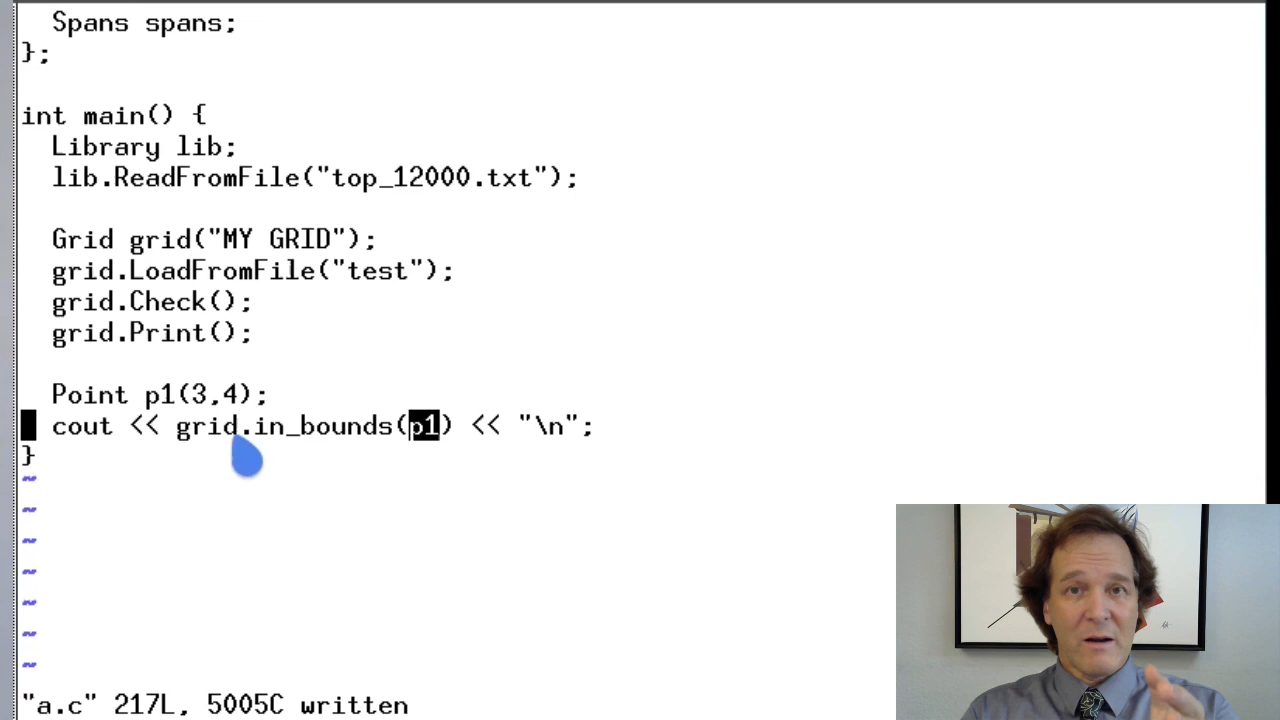 Spans spans;
};
int main() {
Library lib;
lib.ReadFromFile("top_12000.txt");
Grid grid("MY GRID");
grid.LoadFromFile("test");
grid.Check();
grid.Print();
Point p1(3,4);
cout << grid.in_bounds(p1) << "\n";
}
~
~
~
~
~
~
~
"a.c" 217L, 5005C written